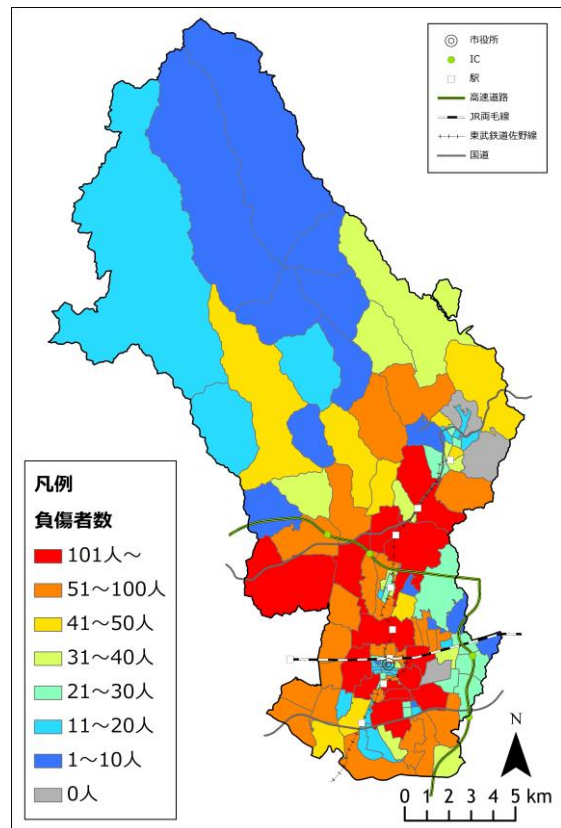 市役所
IC
駅
高速道路
JR両毛線
東武鉄道佐野線
国道
凡例
負傷者数
101人～
51～100人
41～50人
31～40人
21～30人
11～20人
1～10人
0人
N
0 1 2 3 4 5 km